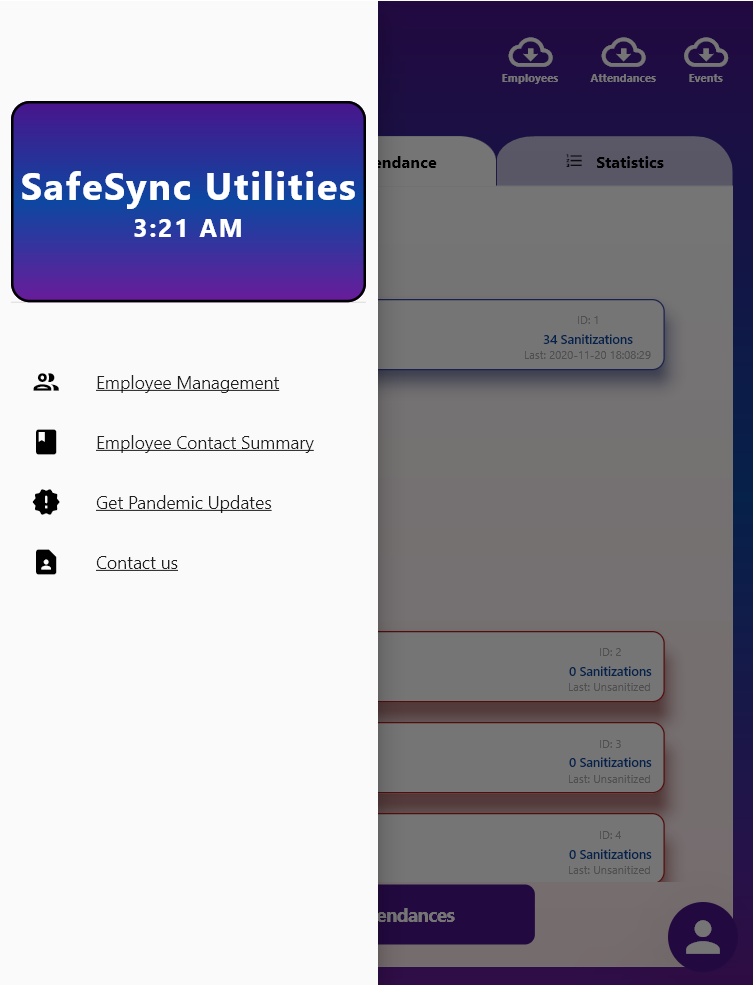 Employees
Attendances
Events
endance
Statistics
SafeSync Utilities
3:21 AM
ID: 1
34 Sanitizations
Last: 2020-11-20 18:08:29
Employee Management
Employee Contact Summary
Get Pandemic Updates
Contact us
ID: 2
0 Sanitizations
Last: Unsanitized
ID: 3
0 Sanitizations
Last: Unsanitized
ID: 4
0 Sanitizations
Last: Unsanitized
endances